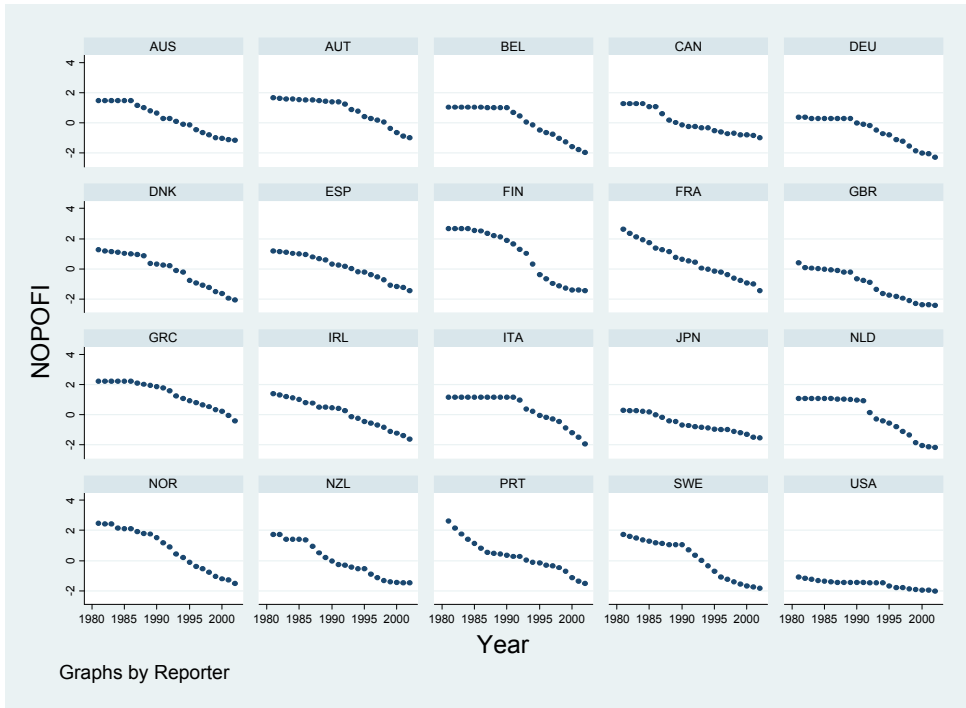 AUS AUT BEL CAN DEU
4
2
0
-2
DNK ESP FIN FRA GBR
4
2
0
-2
GRC IRL ITA JPN NLD
4
2
0
-2
NOR NZL PRT SWE USA
4
2
0
-2
NOPOFI
1980 1985 1990 1995 2000 1980 1985 1990 1995 2000 1980 1985 1990 1995 2000 1980 1985 1990 1995 2000 1980 1985 1990 1995 2000
Year
Graphs by Reporter